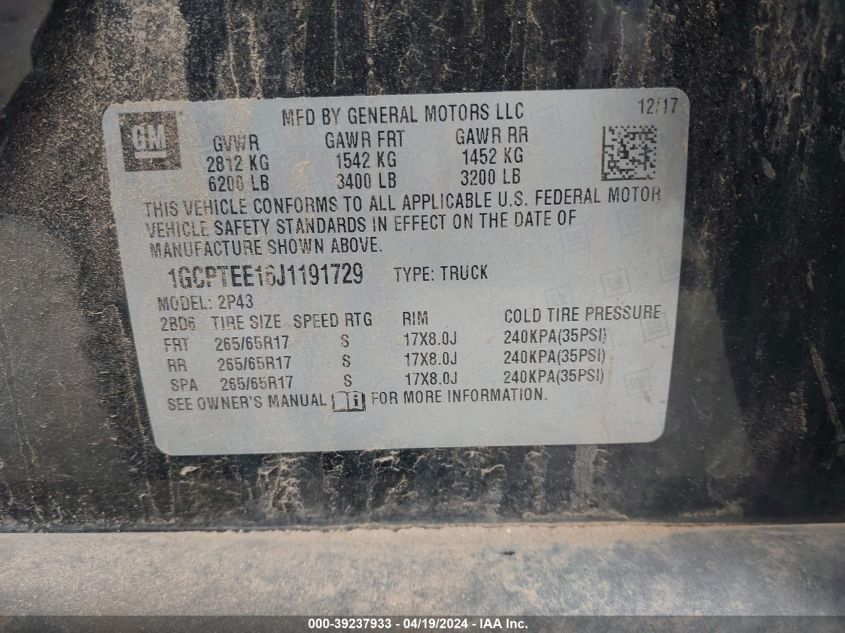 GM
MFD BY GENERAL MOTORS LLC 12/17
GVWR GAWR FRT GAWR RR
2812 KG 1542 KG 1452 KG
6200 LB 3400 LB 3200 LB
THIS VEHICLE CONFORMS TO ALL APPLICABLE U.S. FEDERAL MOTOR
VEHICLE SAFETY STANDARDS IN EFFECT ON THE DATE OF
MANUFACTURE SHOWN ABOVE.
1GCPTEE16J1191729 TYPE: TRUCK
MODEL: 2P43
2BD6 TIRE SIZE SPEED RTG RIM COLD TIRE PRESSURE
FRT 265/65R17 S 17X8.0J 240KPA(35PSI)
RR 265/65R17 S 17X8.0J 240KPA(35PSI)
SPA 265/65R17 S 17X8.0J 240KPA(35PSI)
SEE OWNER'S MANUAL FOR MORE INFORMATION.
000-39237933 - 04/19/2024 - IAA Inc.